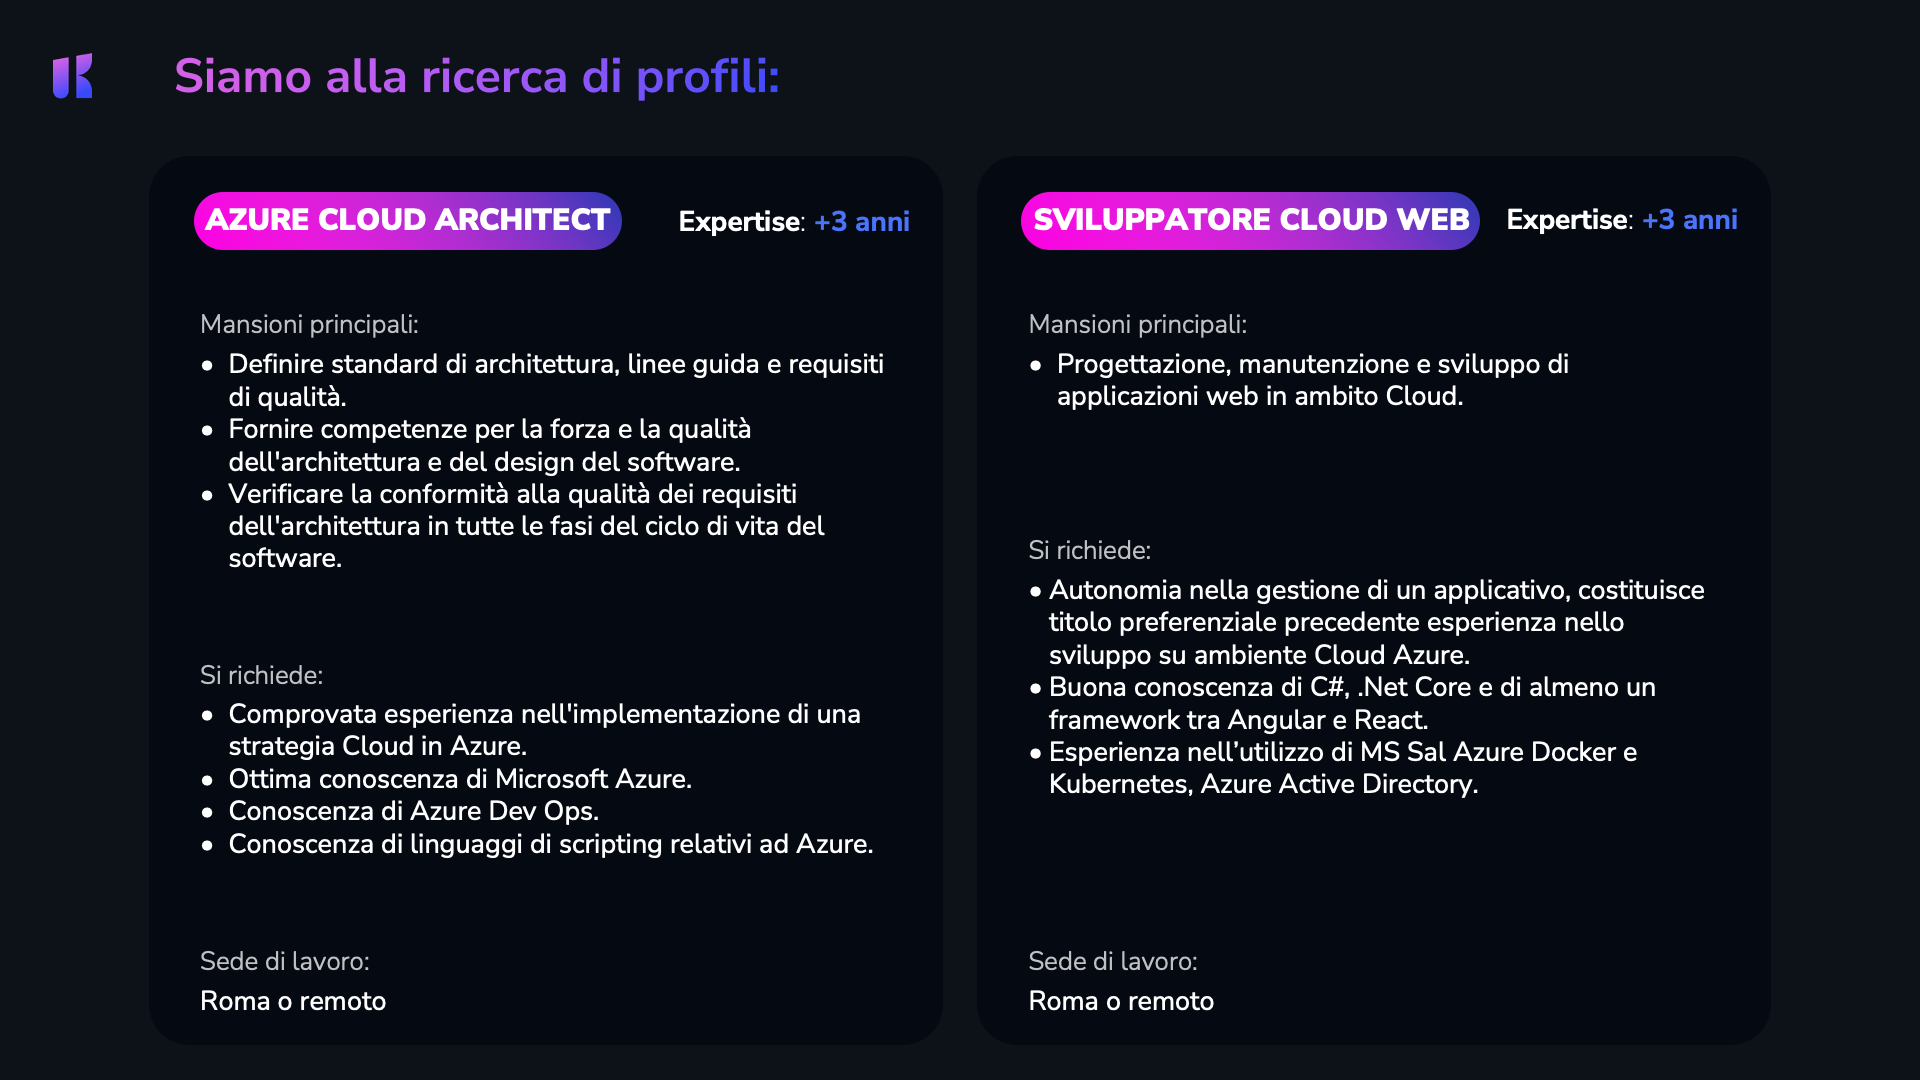 Siamo alla ricerca di profili:
AZURE CLOUD ARCHITECT
Expertise: +3 anni
Mansioni principali:
• Definire standard di architettura, linee guida e requisiti
di qualità.
• Fornire competenze per la forza e la qualità
dell'architettura e del design del software.
• Verificare la conformità alla qualità dei requisiti
dell'architettura in tutte le fasi del ciclo di vita del
software.
Si richiede:
• Comprovata esperienza nell'implementazione di una
strategia Cloud in Azure.
• Ottima conoscenza di Microsoft Azure.
• Conoscenza di Azure Dev Ops.
• Conoscenza di linguaggi di scripting relativi ad Azure.
Sede di lavoro:
Roma o remoto
SVILUPPATORE CLOUD WEB
Expertise: +3 anni
Mansioni principali:
• Progettazione, manutenzione e sviluppo di
applicazioni web in ambito Cloud.
Si richiede:
• Autonomia nella gestione di un applicativo, costituisce
titolo preferenziale precedente esperienza nello
sviluppo su ambiente Cloud Azure.
• Buona conoscenza di C#, .Net Core e di almeno un
framework tra Angular e React.
• Esperienza nell’utilizzo di MS Sal Azure Docker e
Kubernetes, Azure Active Directory.
Sede di lavoro:
Roma o remoto